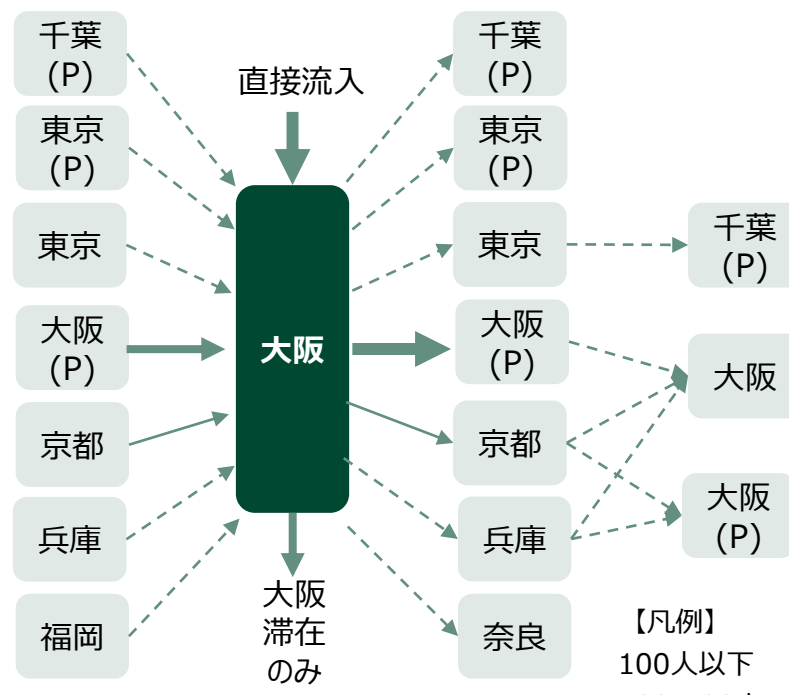 千葉
(P)
東京
(P)
東京
大阪
(P)
京都
兵庫
福岡
直接流入
大阪
大阪
滞在
のみ
千葉
(P)
東京
(P)
東京
大阪
(P)
京都
兵庫
奈良
千葉
(P)
大阪
大阪
(P)
【凡例】
100人以下